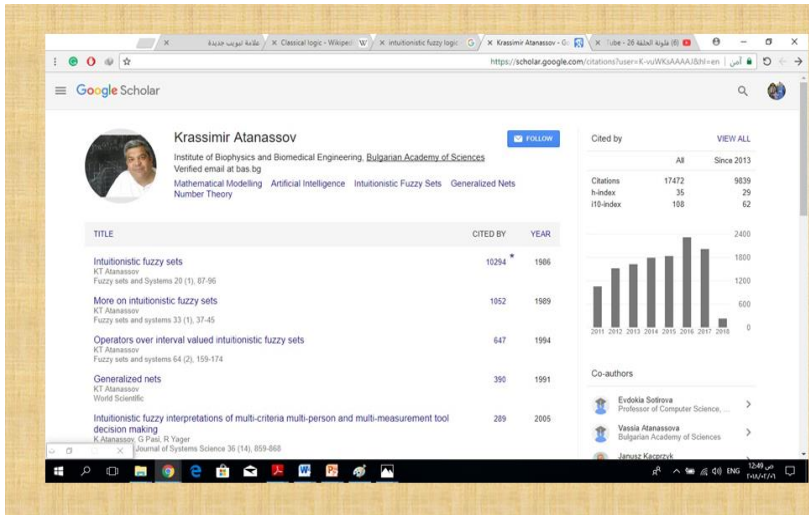 علامة تبويب جديدة
Classical logic - Wikiped
intuitionistic fuzzy logic
Krassimir Atanassov - Go
https://scholar.google.com/citations?user=K-vuWKsAAAAJ&hl=en
آمن
Google Scholar
Krassimir Atanassov
FOLLOW
Institute of Biophysics and Biomedical Engineering, Bulgarian Academy of Sciences
Verified email at bas.bg
Mathematical Modelling Artificial Intelligence Intuitionistic Fuzzy Sets Generalized Nets
Number Theory
TITLE CITED BY YEAR
Intuitionistic fuzzy sets 10294 * 1986
KT Atanassov
Fuzzy sets and Systems 20 (1), 87-96
More on intuitionistic fuzzy sets 1052 1989
KT Atanassov
Fuzzy sets and systems 33 (1), 37-45
Operators over interval valued intuitionistic fuzzy sets 647 1994
KT Atanassov
Fuzzy sets and systems 64 (2), 159-174
Generalized nets 390 1991
KT Atanassov
World Scientific
Intuitionistic fuzzy interpretations of multi-criteria multi-person and multi-measurement tool 289 2005
decision making
K Atanassov, G Pasi, R Yager
Journal of Systems Science 36 (14), 859-868
Cited by VIEW ALL
All Since 2013
Citations 17472 9839
h-index 35 29
i10-index 108 62
2400
1800
1200
600
0
2011 2012 2013 2014 2015 2016 2017 2018
Co-authors
Evdokia Sotirova
Professor of Computer Science, ...
Vassia Atanassova
Bulgarian Academy of Sciences
Janusz Kacprzyk
ENG
12:49 ص